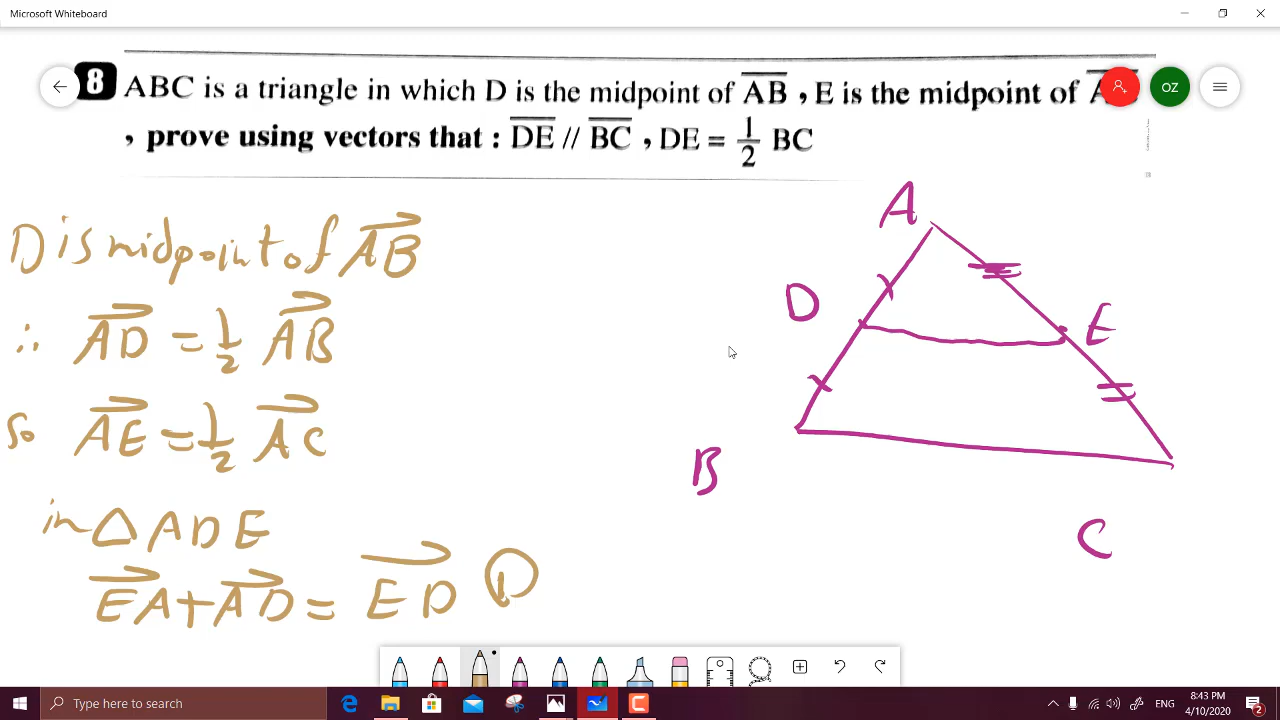 Microsoft Whiteboard
8 ABC is a triangle in which D is the midpoint of AB , E is the midpoint of
OZ
, prove using vectors that : DE // BC , DE = 1/2 BC
D is midpoint of AB
∴ AD = 1/2 AB
So AE = 1/2 AC
in △ ADE
EA + AD = ED ①
A
D
E
B
C
Type here to search
ENG
8:43 PM
4/10/2020
2